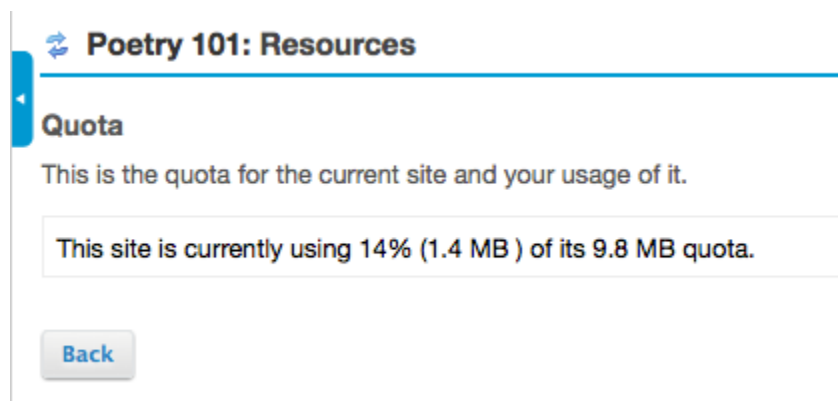 Poetry 101: Resources
Quota
This is the quota for the current site and your usage of it.
This site is currently using 14% (1.4 MB ) of its 9.8 MB quota.
Back